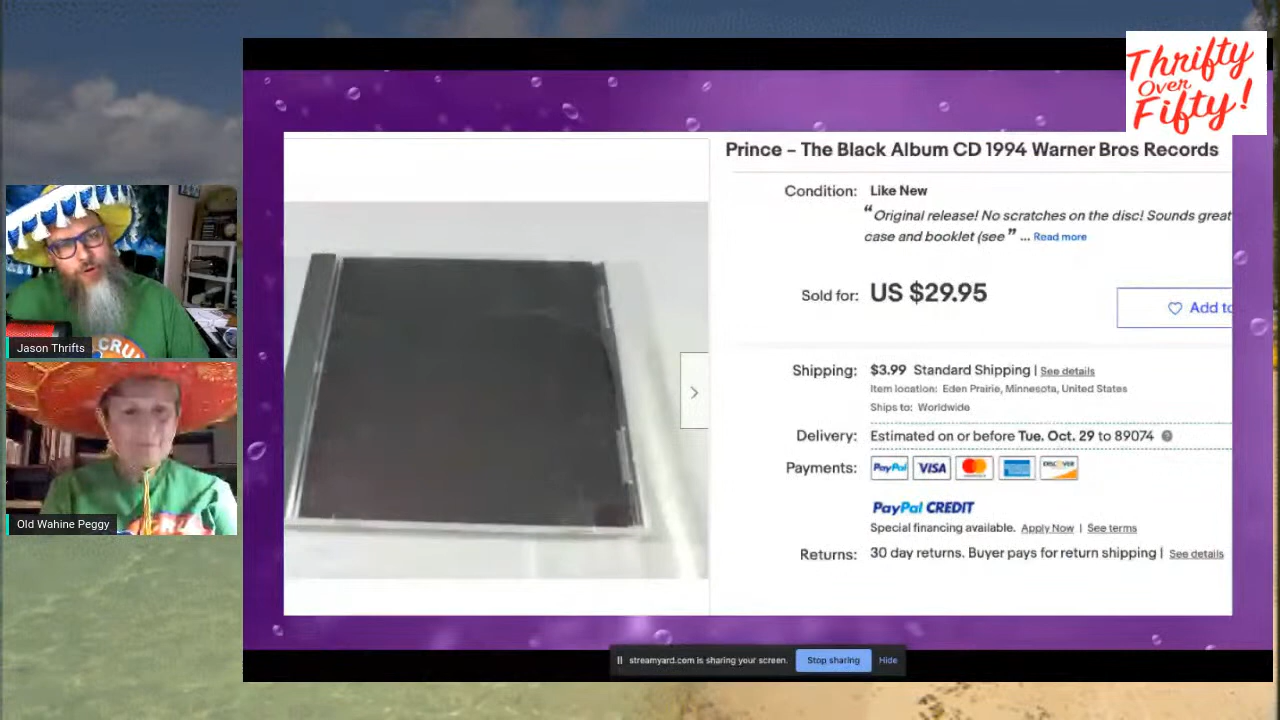 Thrifty
Over
Fifty!
Prince – The Black Album CD 1994 Warner Bros Records
Condition: Like New
“Original release! No scratches on the disc! Sounds great
case and booklet (see” ... Read more
Sold for: US $29.95
Add to
Shipping: $3.99 Standard Shipping | See details
Item location: Eden Prairie, Minnesota, United States
Ships to: Worldwide
Delivery: Estimated on or before Tue. Oct. 29 to 89074
Payments: PayPal VISA MasterCard DISCOVER
PayPal CREDIT
Special financing available. Apply Now | See terms
Returns: 30 day returns. Buyer pays for return shipping | See details
Jason Thrifts
CRU
Old Wahine Peggy
streamyard.com is sharing your screen. Stop sharing Hide